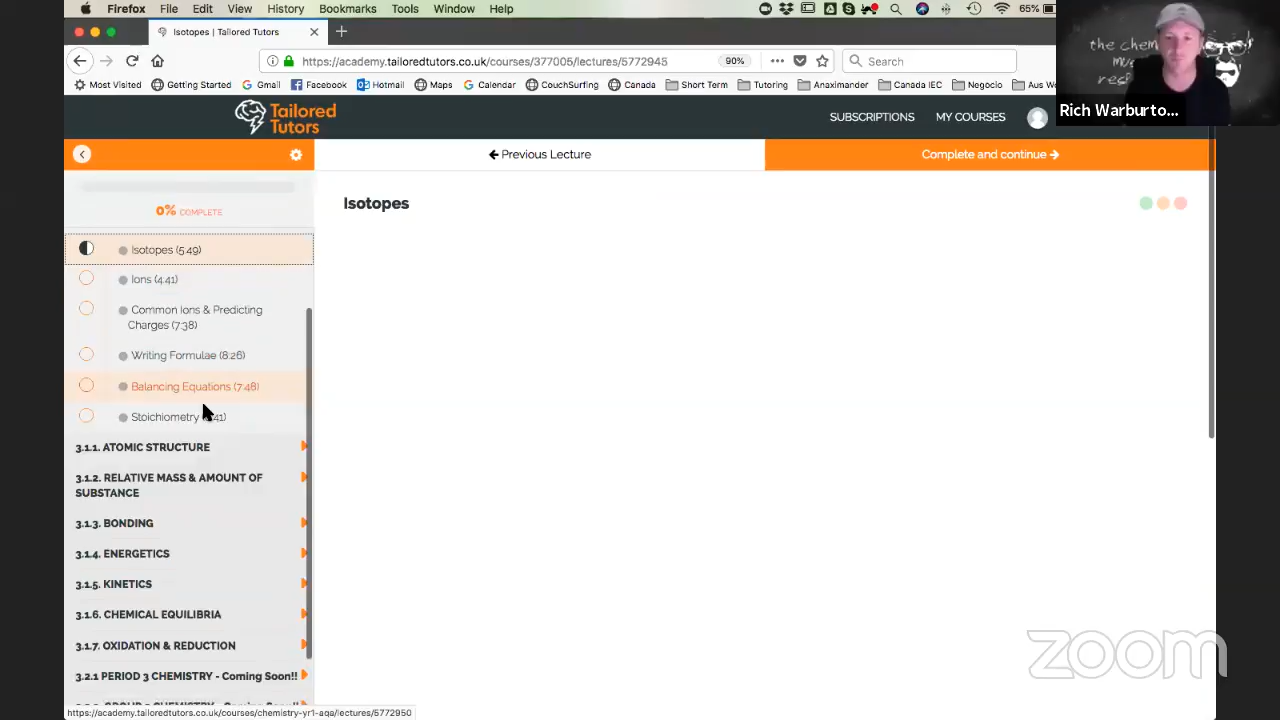 Firefox File Edit View History Bookmarks Tools Window Help
65%
Isotopes | Tailored Tutors
https://academy.tailoredtutors.co.uk/courses/377005/lectures/5772945
90%
Search
Most Visited Getting Started Gmail Facebook Hotmail Maps Calendar CouchSurfing Canada Short Term Tutoring Anaximander Canada IEC Negocio Aus
the
Rich Warburto...
Tailored
Tutors
SUBSCRIPTIONS MY COURSES
Previous Lecture
Complete and continue
0% COMPLETE
Isotopes
Isotopes (5:49)
Ions (4:41)
Common Ions & Predicting
Charges (7:38)
Writing Formulae (8:26)
Balancing Equations (7:48)
Stoichiometry
3.1.1. ATOMIC STRUCTURE
3.1.2. RELATIVE MASS & AMOUNT OF
SUBSTANCE
3.1.3. BONDING
3.1.4. ENERGETICS
3.1.5. KINETICS
3.1.6. CHEMICAL EQUILIBRIA
3.1.7. OXIDATION & REDUCTION
3.2.1 PERIOD 3 CHEMISTRY - Coming Soon!!
https://academy.tailoredtutors.co.uk/courses/chemistry-yr1-aqa/lectures/5772950
zoom